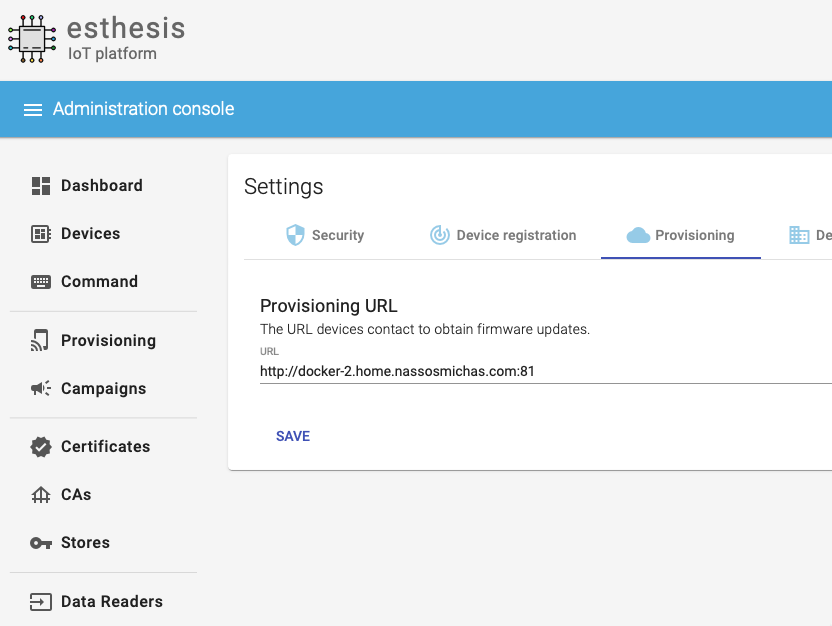 esthesis
IoT platform
Administration console
Dashboard
Devices
Command
Provisioning
Campaigns
Certificates
CAs
Stores
Data Readers
Settings
Security Device registration Provisioning De
Provisioning URL
The URL devices contact to obtain firmware updates.
URL
http://docker-2.home.nassosmichas.com:81
SAVE